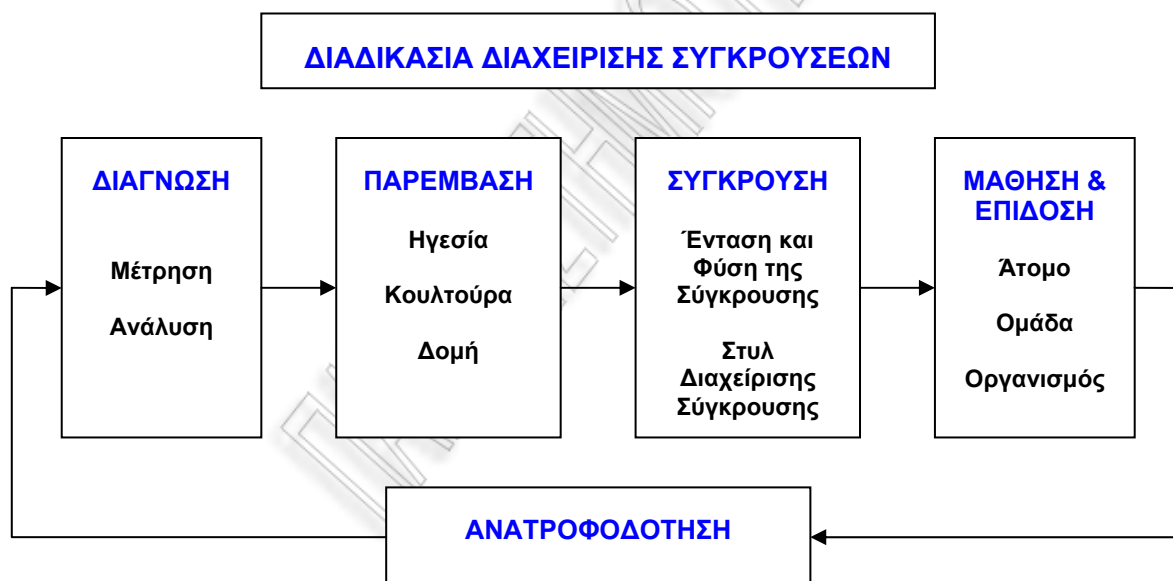 ΔΙΑΔΙΚΑΣΙΑ ΔΙΑΧΕΙΡΙΣΗΣ ΣΥΓΚΡΟΥΣΕΩΝ
ΔΙΑΓΝΩΣΗ
Μέτρηση
Ανάλυση
ΠΑΡΕΜΒΑΣΗ
Ηγεσία
Κουλτούρα
Δομή
ΣΥΓΚΡΟΥΣΗ
Ένταση και
Φύση της
Σύγκρουσης
Στυλ
Διαχείρισης
Σύγκρουσης
ΜΑΘΗΣΗ &
ΕΠΙΔΟΣΗ
Άτομο
Ομάδα
Οργανισμός
ΑΝΑΤΡΟΦΟΔΟΤΗΣΗ